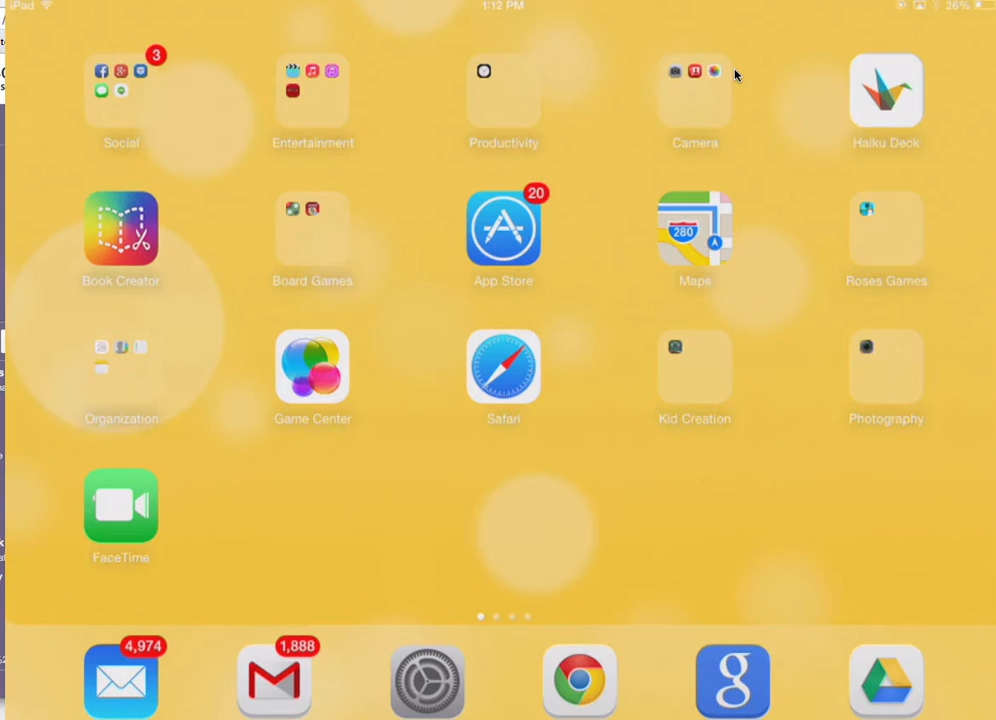 iPad 1:12 PM 26%
3
Social Entertainment Productivity Camera Haiku Deck
20
280
Book Creator Board Games App Store Maps Roses Games
Organization Game Center Safari Kid Creation Photography
FaceTime
4,974 1,888
g